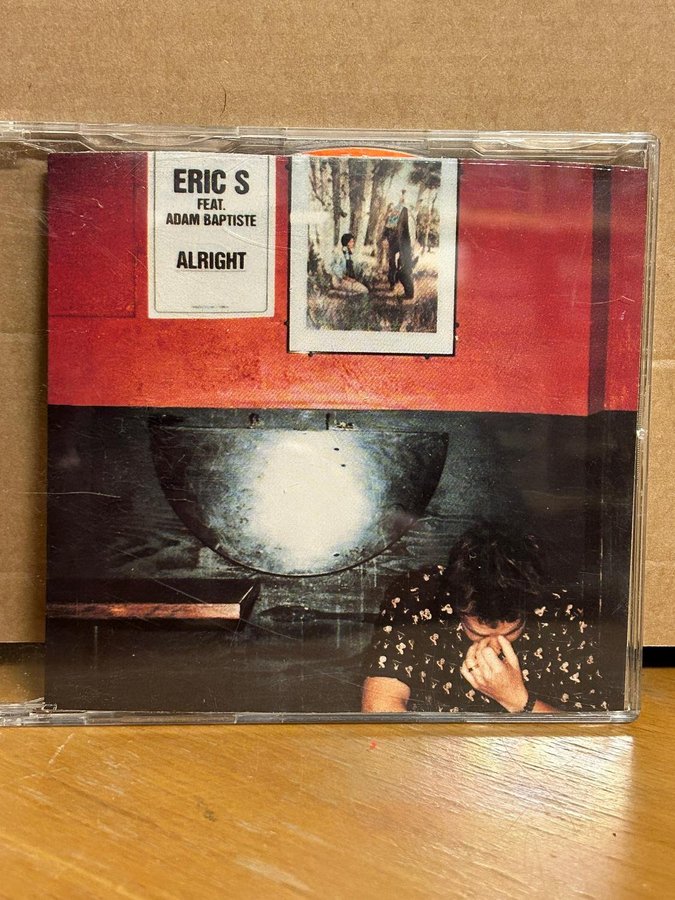 ERIC S
FEAT.
ADAM BAPTISTE
ALRIGHT